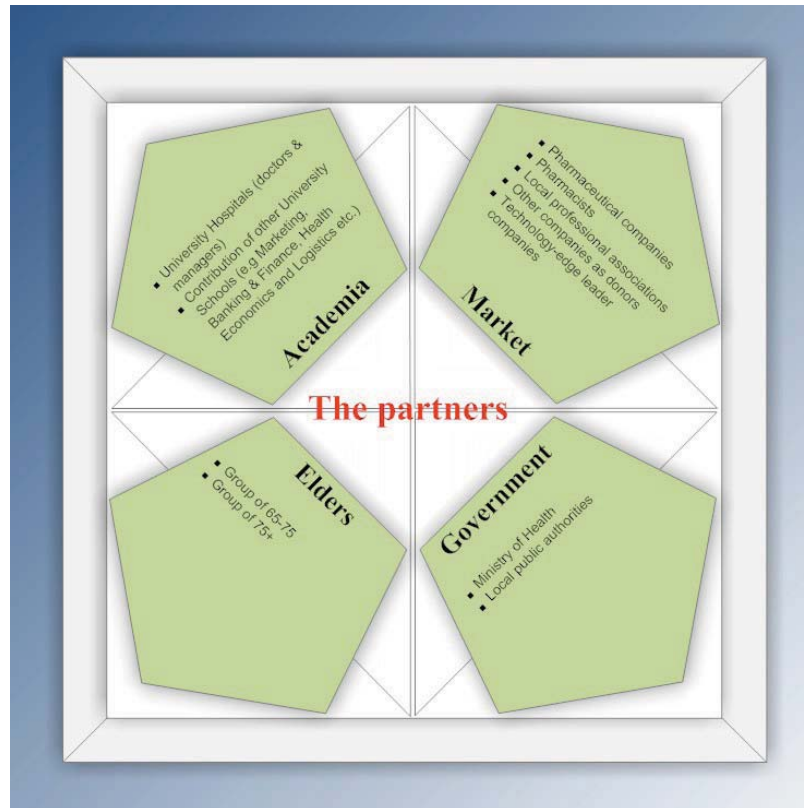 ▪ University Hospitals (doctors &
managers)
▪ Contribution of other University
Schools (e.g Marketing,
Banking & Finance, Health
Economics and Logistics etc.)
Academia
▪ Pharmaceutical companies
▪ Pharmacists
▪ Local professional associations
▪ Other companies as donors
▪ Technology-edge leader
companies
Market
The partners
Elders
▪ Group of 65-75
▪ Group of 75+
Government
▪ Ministry of Health
▪ Local public authorities